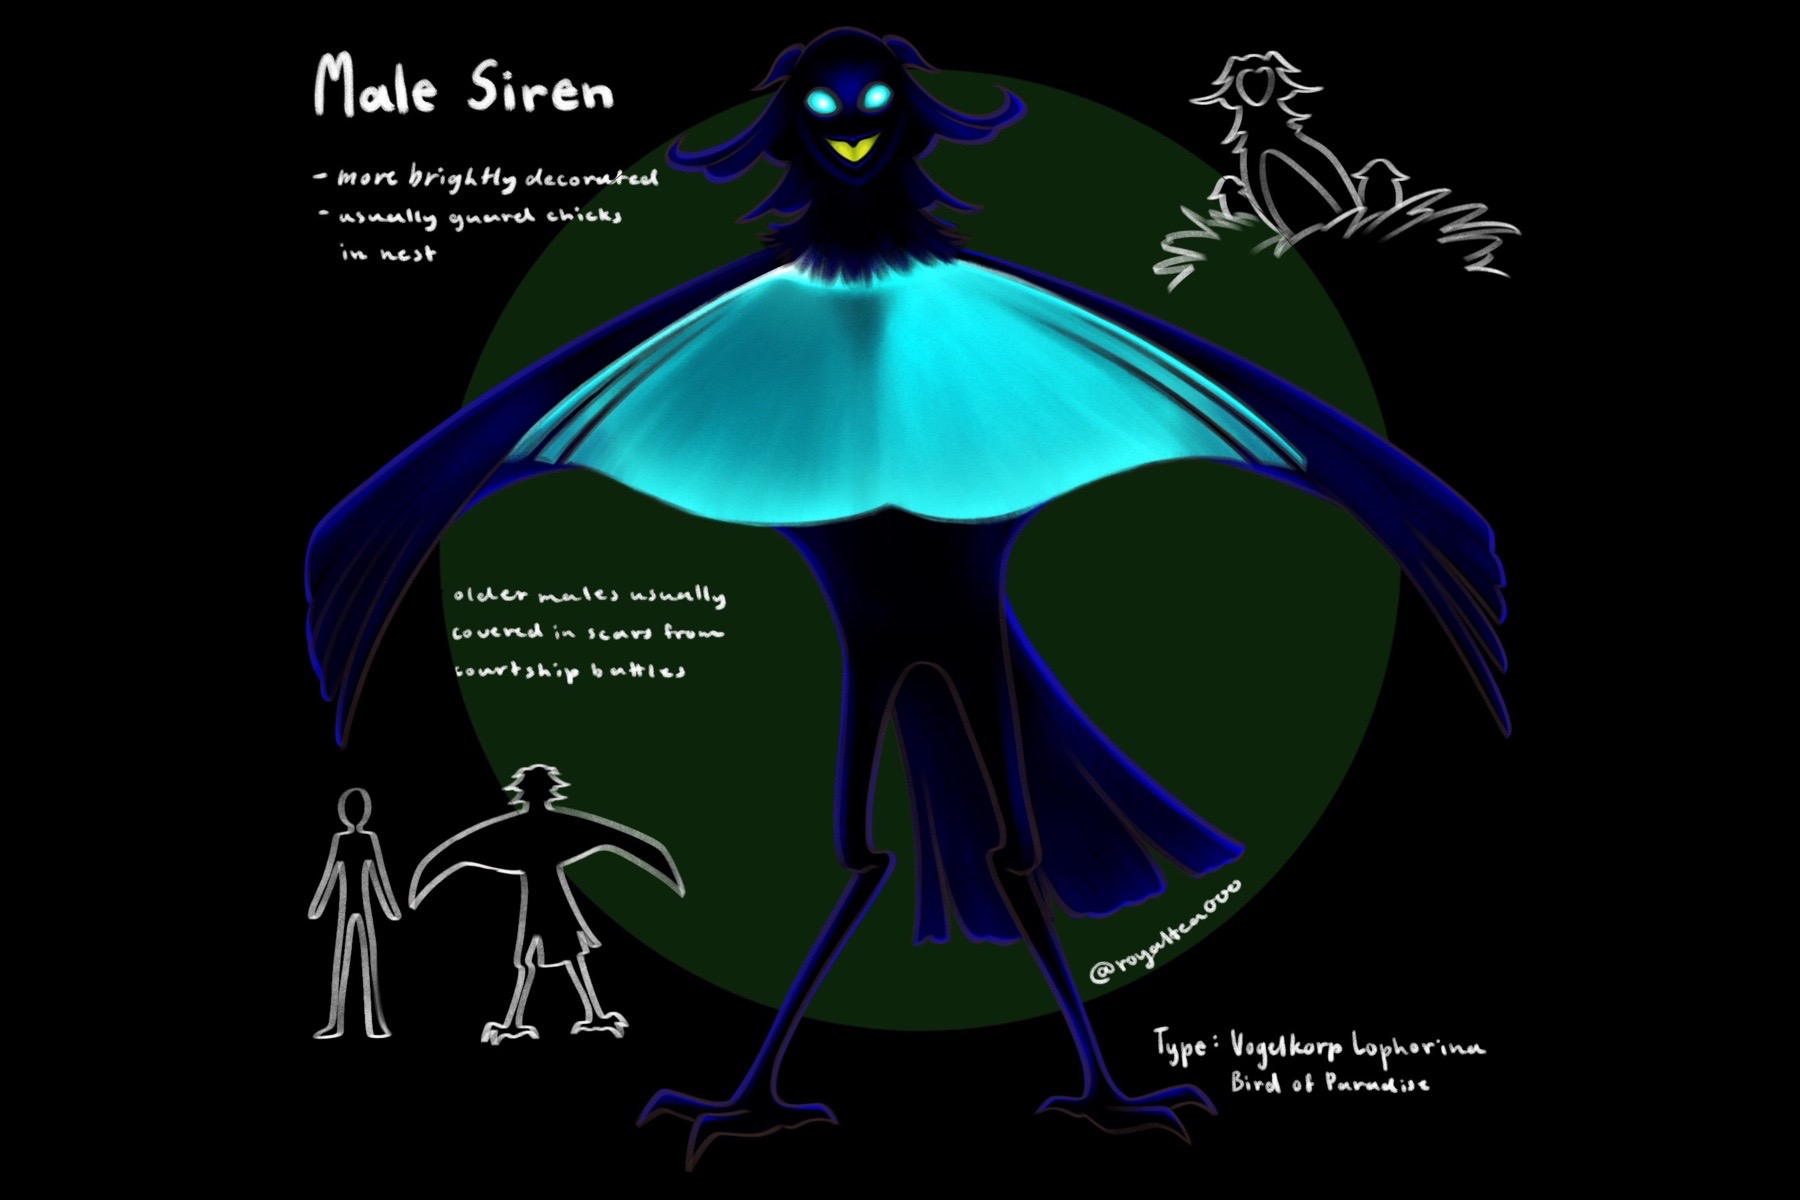 Male Siren
- more brightly decorated
- usually guard chicks
in nest
older males usually
covered in scars from
courtship battles
@royalteaouo
Type: Vogelkorp Lophorina
Bird of Paradise